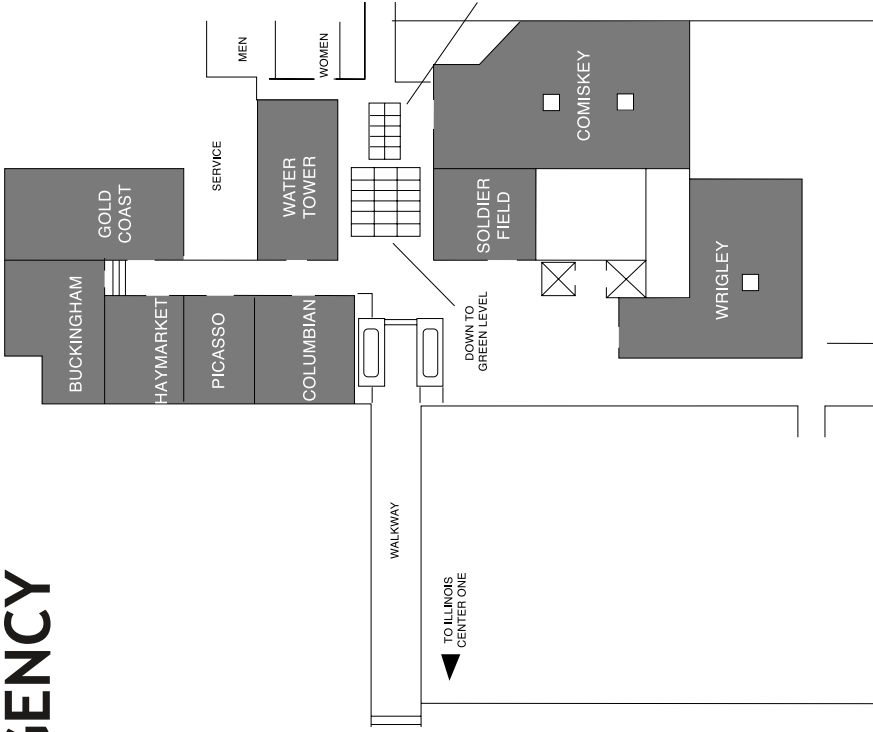 GENCY
BUCKINGHAM
GOLD
COAST
HAYMARKET
PICASSO
SERVICE
MEN
WATER
TOWER
COLUMBIAN
WOMEN
WALKWAY
TO ILLINOIS
CENTER ONE
DOWN TO
GREEN LEVEL
SOLDIER
FIELD
COMISKEY
WRIGLEY